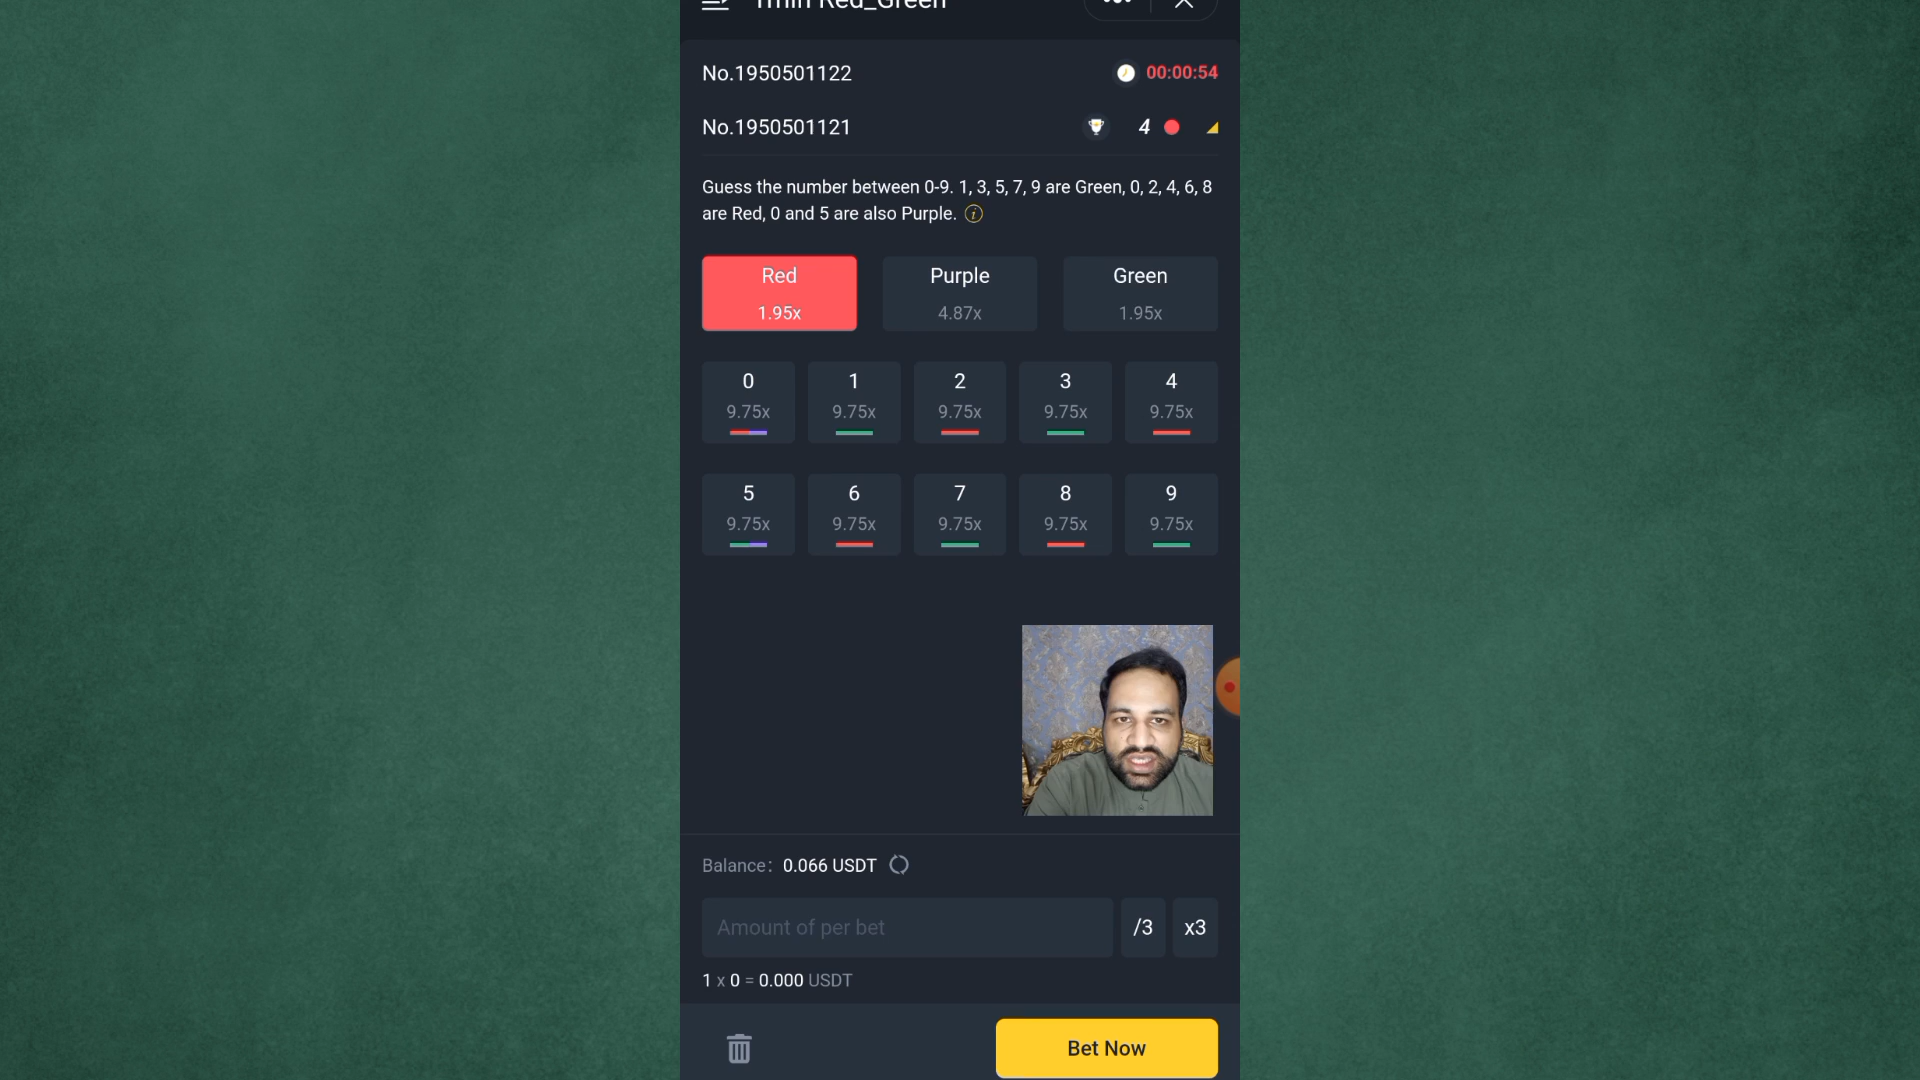 1min Red_Green
No.1950501122 00:00:54
No.1950501121 4
Guess the number between 0-9. 1, 3, 5, 7, 9 are Green, 0, 2, 4, 6, 8
are Red, 0 and 5 are also Purple.
Red Purple Green
1.95x 4.87x 1.95x
0 1 2 3 4
9.75x 9.75x 9.75x 9.75x 9.75x
5 6 7 8 9
9.75x 9.75x 9.75x 9.75x 9.75x
Balance: 0.066 USDT
Amount of per bet /3 x3
1 x 0 = 0.000 USDT
Bet Now